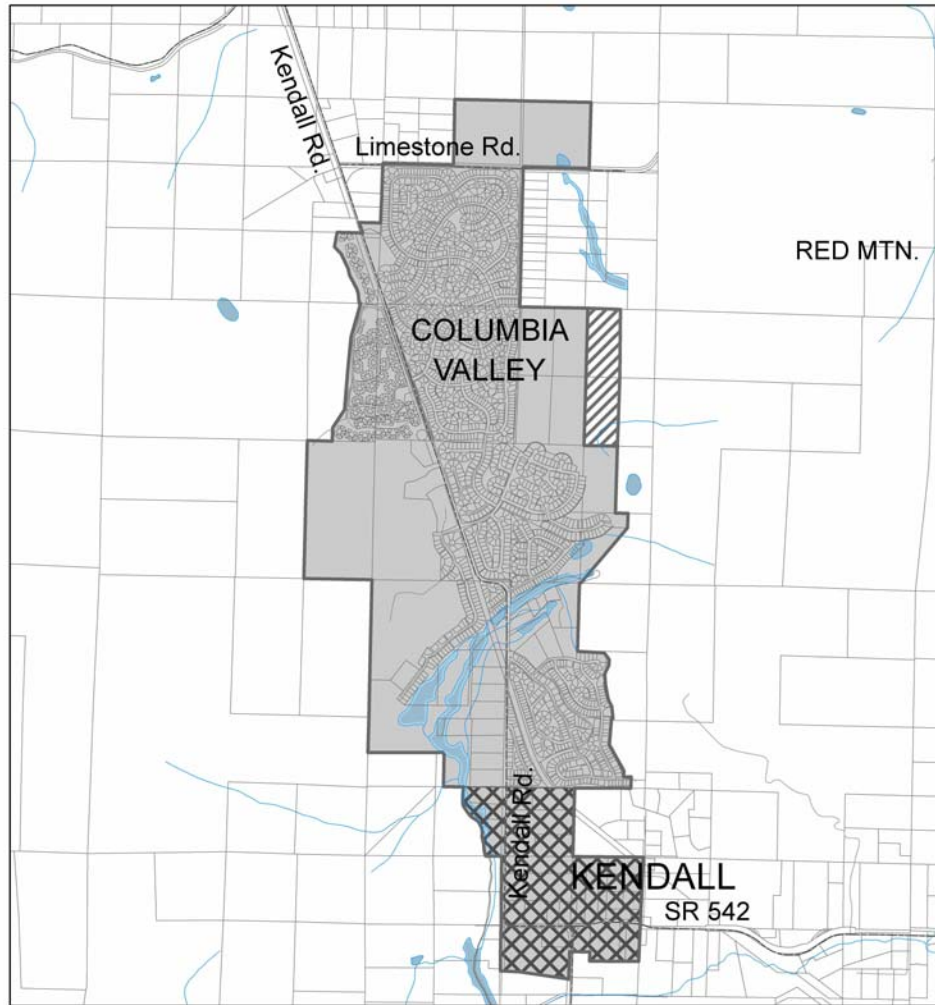 Kendall Rd.
Limestone Rd.
RED MTN.
COLUMBIA
VALLEY
Kendall Rd.
KENDALL
SR 542